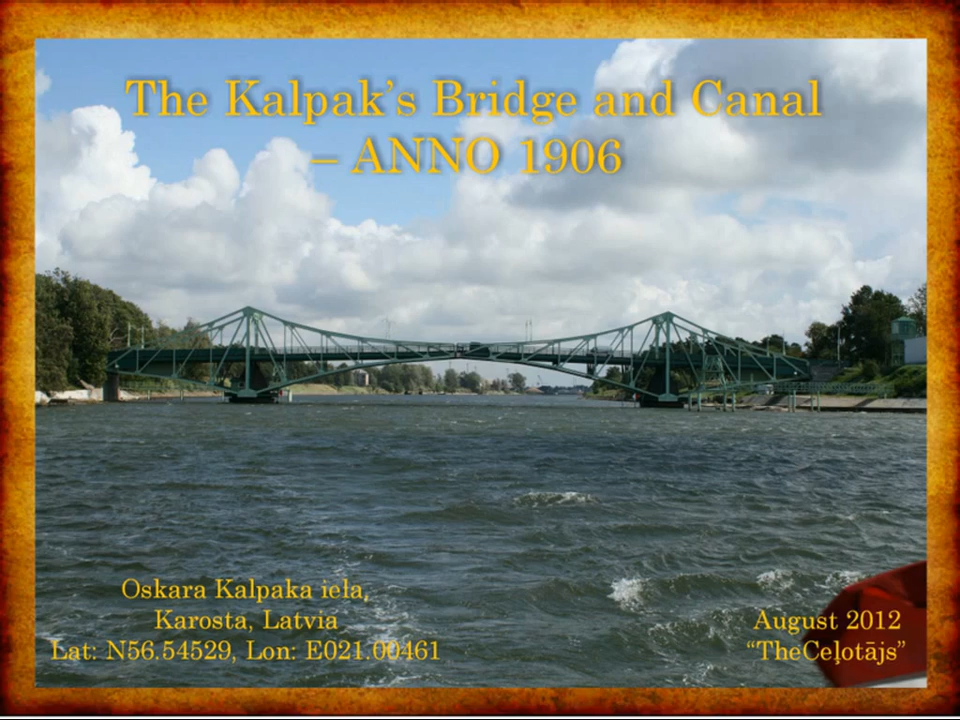 The Kalpak's Bridge and Canal
– ANNO 1906
Oskara Kalpaka iela,
Karosta, Latvia
Lat: N56.54529, Lon: E021.00461
August 2012
“TheCeļotājs”